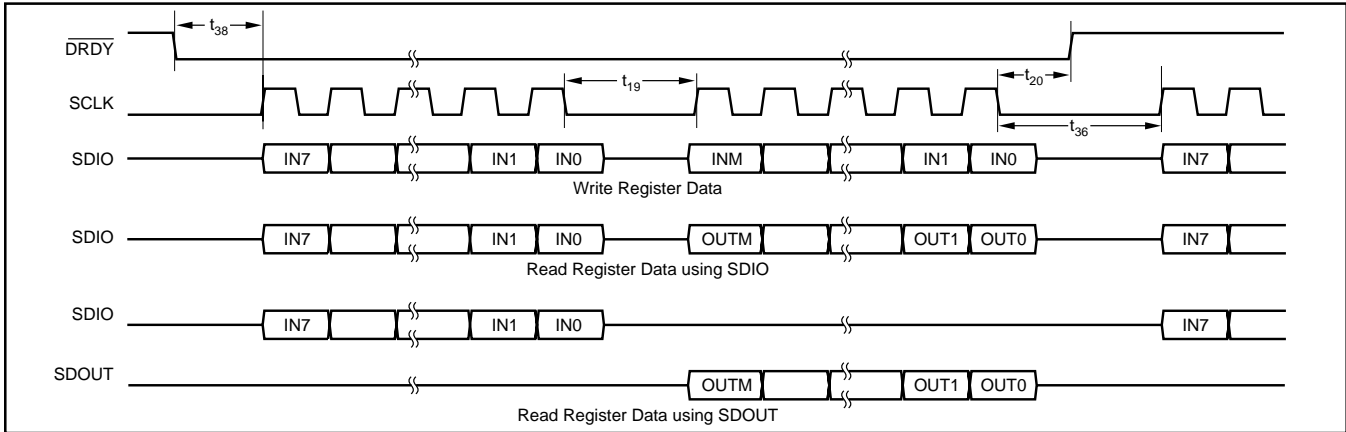 t38
DRDY
t19
t20
SCLK
t36
SDIO IN7 IN1 IN0 INM IN1 IN0 IN7
Write Register Data
SDIO IN7 IN1 IN0 OUTM OUT1 OUT0 IN7
Read Register Data using SDIO
SDIO IN7 IN1 IN0 IN7
SDOUT OUTM OUT1 OUT0
Read Register Data using SDOUT